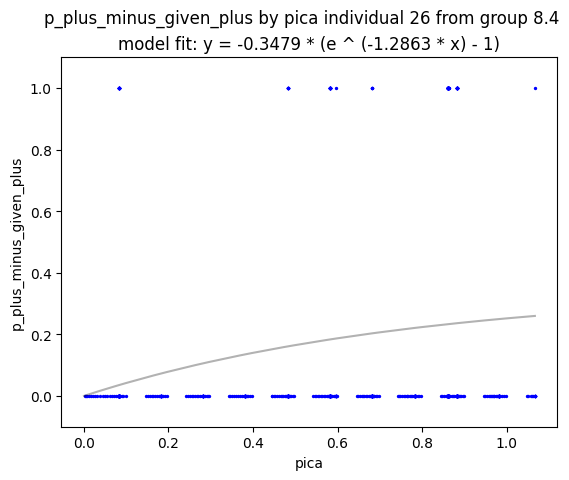 p_plus_minus_given_plus by pica individual 26 from group 8.4
model fit: y = -0.3479 * (e ^ (-1.2863 * x) - 1)
p_plus_minus_given_plus
1.0
0.8
0.6
0.4
0.2
0.0
0.0 0.2 0.4 0.6 0.8 1.0
pica